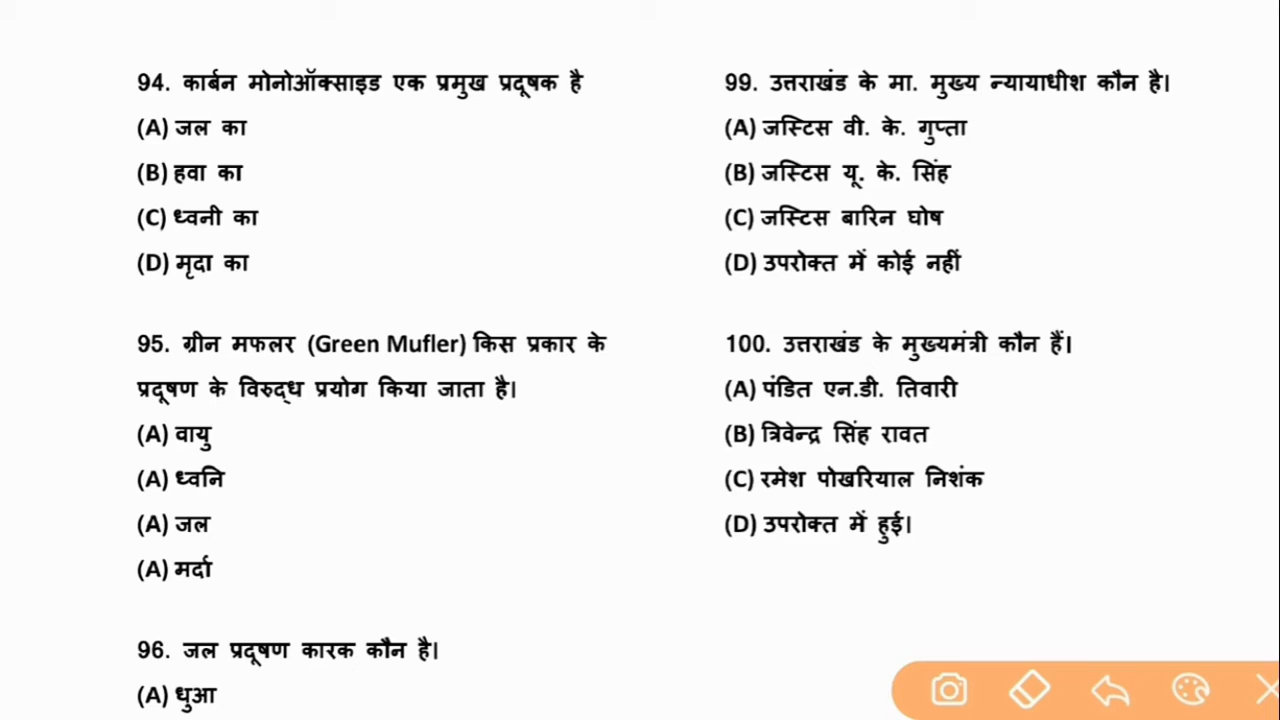 94. कार्बन मोनोऑक्साइड एक प्रमुख प्रदूषक है
(A) जल का
(B) हवा का
(C) ध्वनी का
(D) मृदा का
95. ग्रीन मफलर (Green Mufler) किस प्रकार के
प्रदूषण के विरुद्ध प्रयोग किया जाता है।
(A) वायु
(A) ध्वनि
(A) जल
(A) मर्दा
96. जल प्रदूषण कारक कौन है।
(A) धुआ
99. उत्तराखंड के मा. मुख्य न्यायाधीश कौन है।
(A) जस्टिस वी. के. गुप्ता
(B) जस्टिस यू. के. सिंह
(C) जस्टिस बारिन घोष
(D) उपरोक्त में कोई नहीं
100. उत्तराखंड के मुख्यमंत्री कौन हैं।
(A) पंडित एन.डी. तिवारी
(B) त्रिवेन्द्र सिंह रावत
(C) रमेश पोखरियाल निशंक
(D) उपरोक्त में हुई।